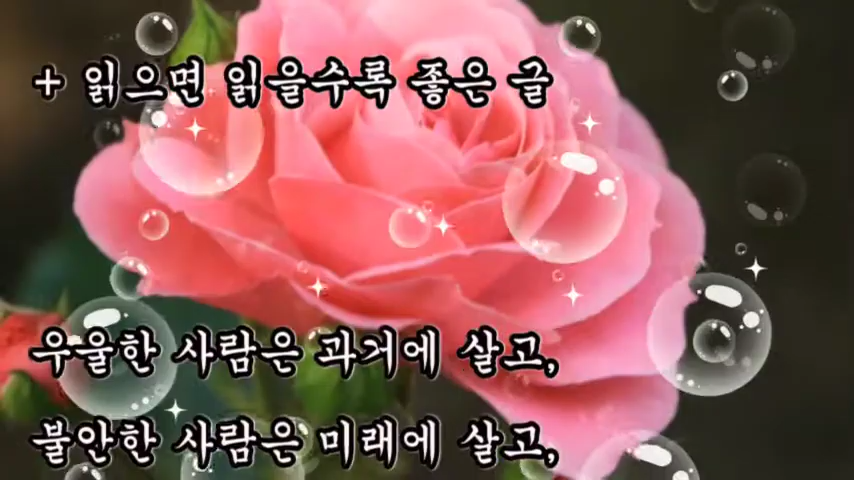 + 읽으면 읽을수록 좋은 글
우울한 사람은 과거에 살고,
불안한 사람은 미래에 살고,